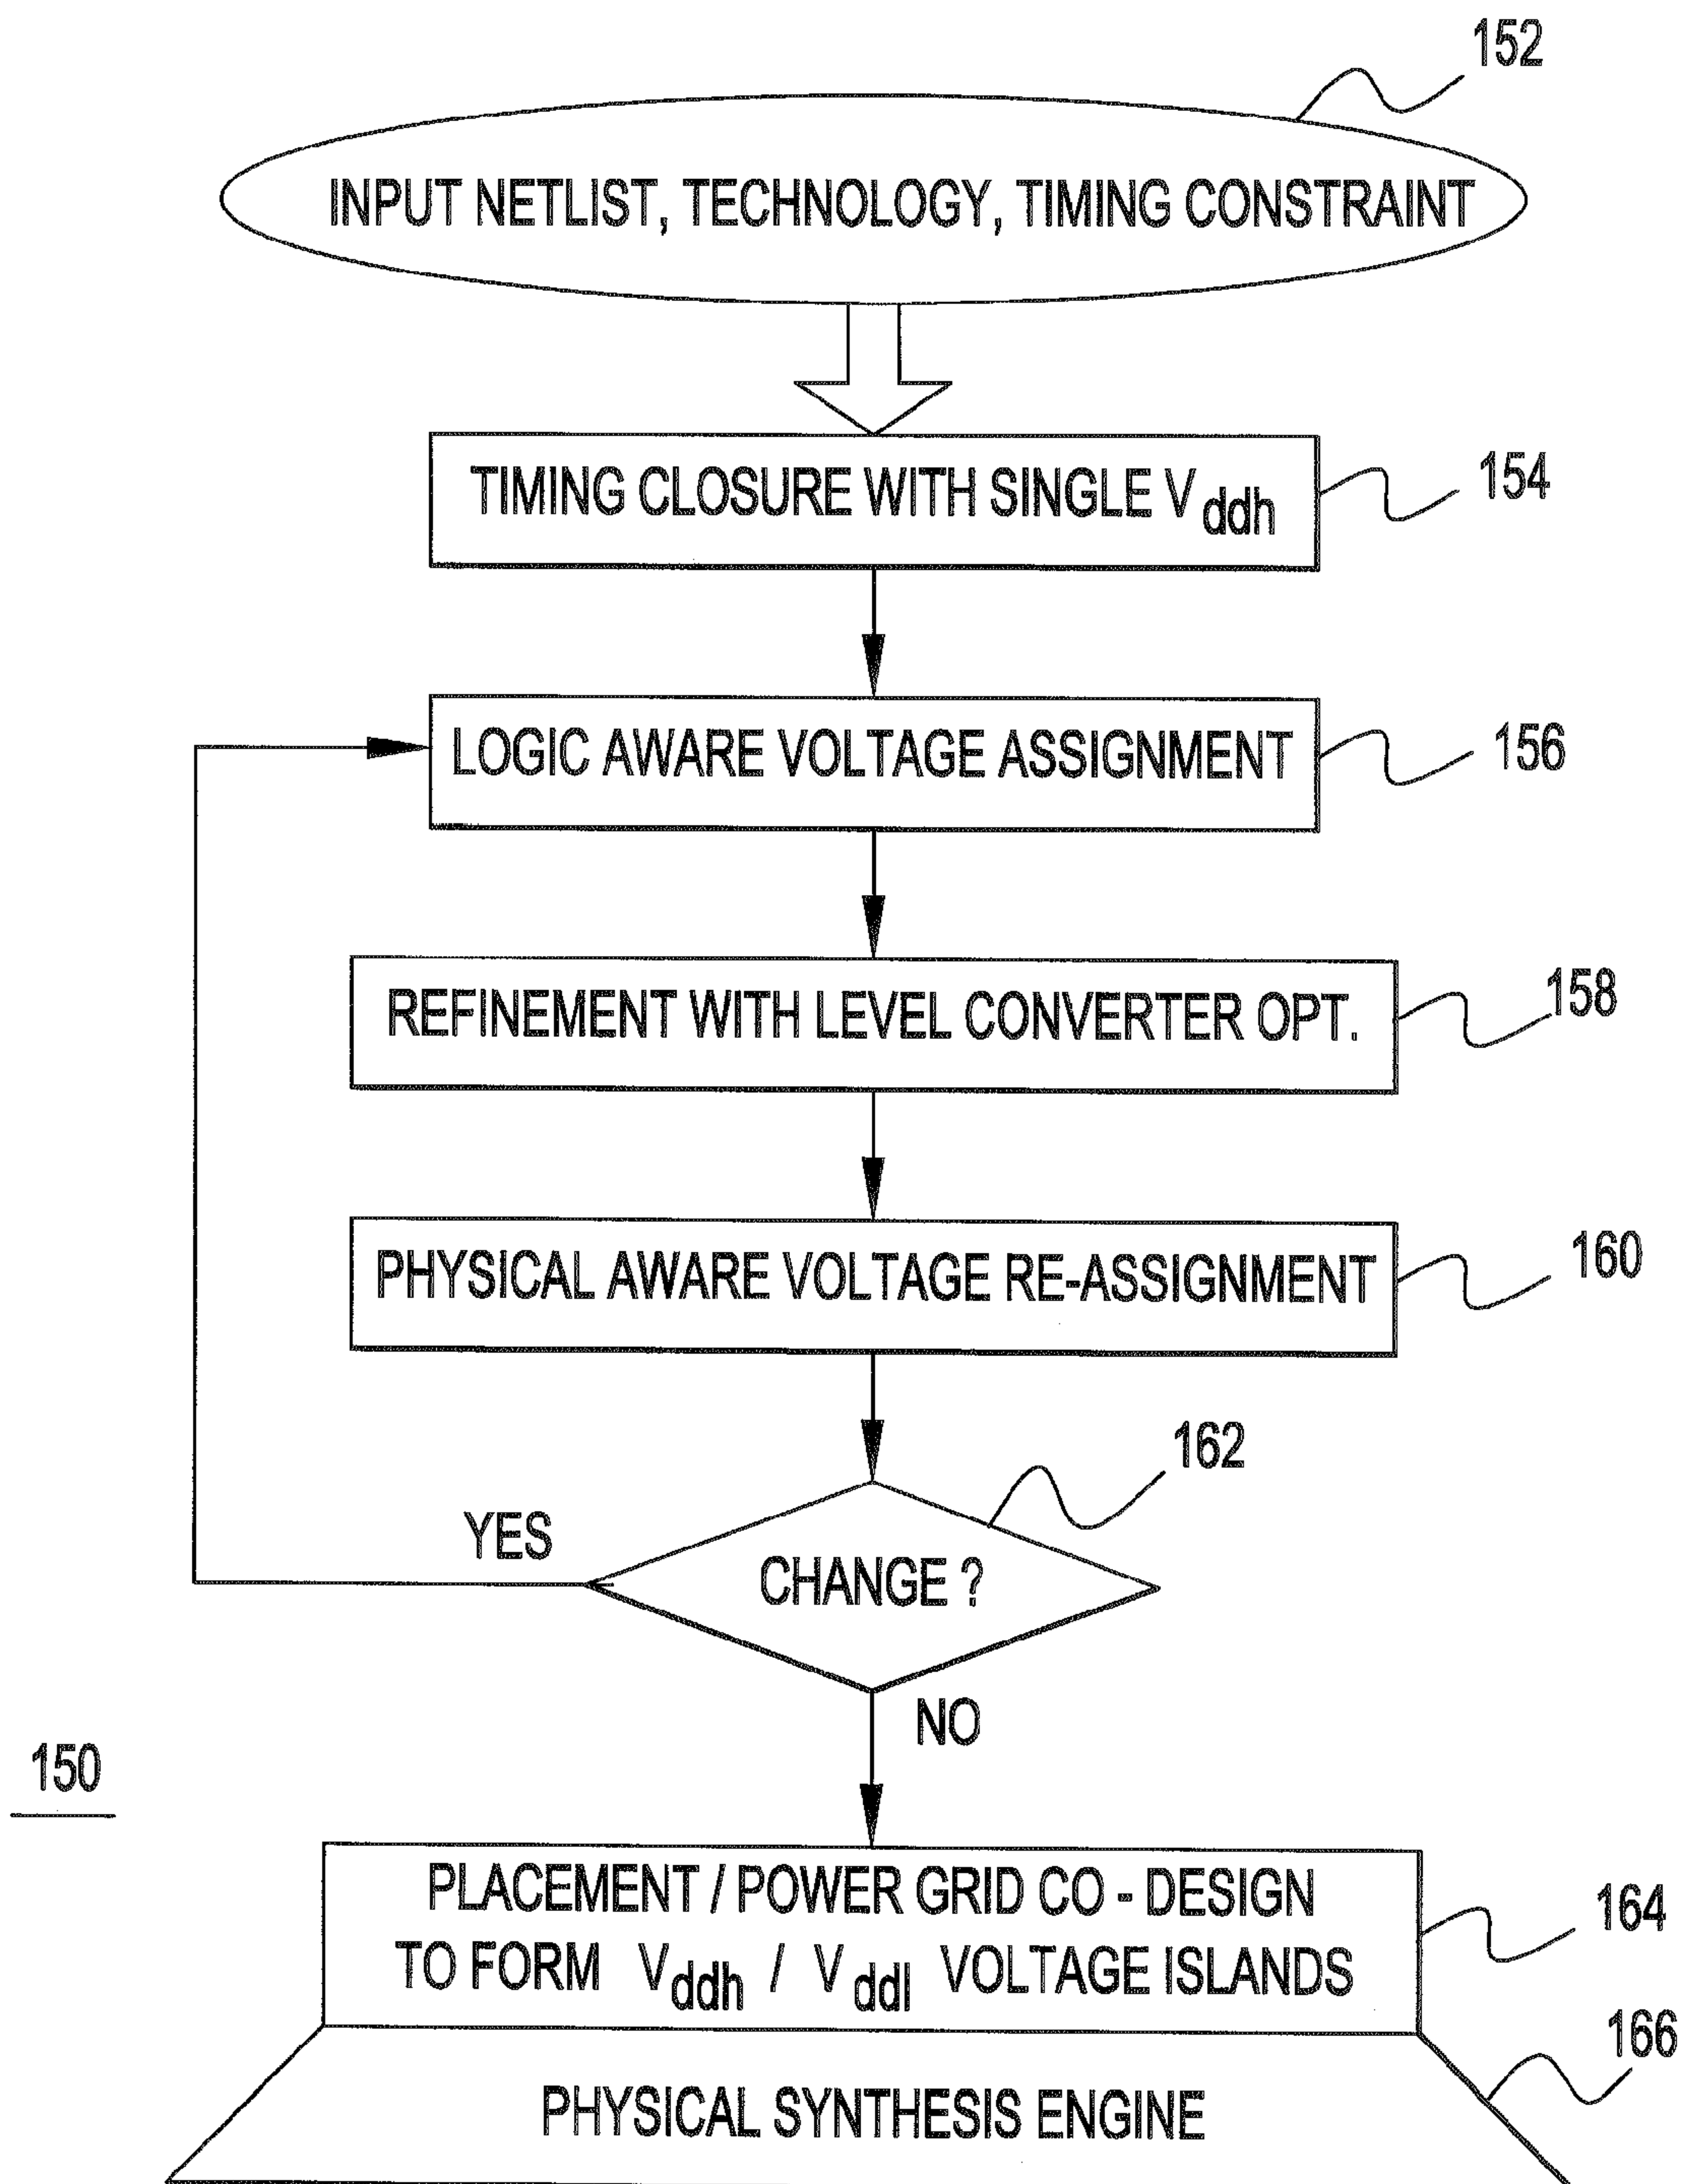 152
INPUT NETLIST, TECHNOLOGY, TIMING CONSTRAINT
TIMING CLOSURE WITH SINGLE Vddh
154
LOGIC AWARE VOLTAGE ASSIGNMENT
156
REFINEMENT WITH LEVEL CONVERTER OPT.
158
PHYSICAL AWARE VOLTAGE RE-ASSIGNMENT
160
162
YES
CHANGE ?
NO
150
PLACEMENT / POWER GRID CO - DESIGN
TO FORM Vddh / Vddl VOLTAGE ISLANDS
164
166
PHYSICAL SYNTHESIS ENGINE